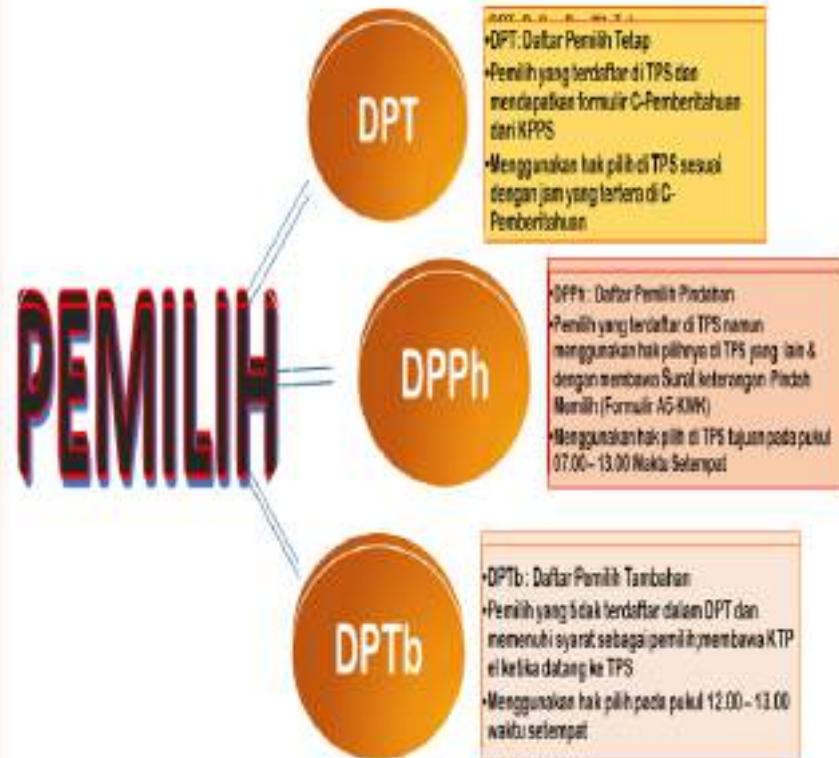 PEMILIH
DPT
•DPT: Daftar Pemilih Tetap
•Pemilih yang terdaftar di TPS dan
mendapatkan formulir C-Pemberitahuan
dari KPPS
•Menggunakan hak pilih di TPS sesuai
dengan jam yang tertera di C-
Pemberitahuan
DPPh
•DPPh : Daftar Pemilih Pindahan
•Pemilih yang terdaftar di TPS namun
menggunakan hak pilihnya di TPS yang lain &
dengan membawa Surat keterangan Pindah
Memilih (Formulir A5-KWK)
•Menggunakan hak pilih di TPS tujuan pada pukul
07.00 – 13.00 Waktu Setempat
DPTb
•DPTb : Daftar Pemilih Tambahan
•Pemilih yang tidak terdaftar dalam DPT dan
memenuhi syarat sebagai pemilih;membawa KTP
el ketika datang ke TPS
•Menggunakan hak pilih pada pukul 12.00 – 13.00
waktu setempat